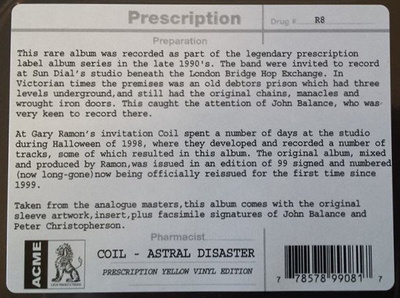 Prescription
Drug # R8
Preparation
This rare album was recorded as part of the legendary prescription
label album series in the late 1990's. The band were invited to record
at Sun Dial's studio beneath the London Bridge Hop Exchange. In
Victorian times the premises was an old debtors prison which had three
levels underground,and still had the original chains, manacles and
wrought iron doors. This caught the attention of John Balance, who was
very keen to record there.
At Gary Ramon's invitation Coil spent a number of days at the studio
during Halloween of 1998, where they developed and recorded a number of
tracks, some of which resulted in this album. The original album, mixed
and produced by Ramon,was issued in an edition of 99 signed and numbered
(now long-gone)now being officially reissued for the first time since
1999.
Taken from the analogue masters,this album comes with the original
sleeve artwork,insert,plus facsimile signatures of John Balance and
Peter Christopherson.
Pharmacist
ACME
COIL - ASTRAL DISASTER
PRESCRIPTION YELLOW VINYL EDITION
7 78578 99081 7